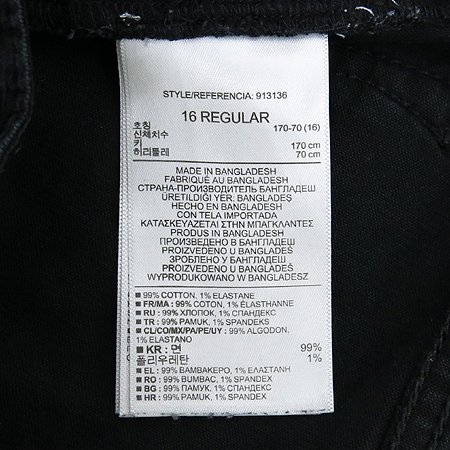 STYLE/REFERENCIA: 913136
16 REGULAR
호칭 170-70 (16)
신체치수
키 170 cm
허리둘레 70 cm
MADE IN BANGLADESH
FABRIQUÉ AU BANGLADESH
СТРАНА-ПРОИЗВОДИТЕЛЬ БАНГЛАДЕШ
ÜRETILDIĞI YER: BANGLADEŞ
HECHO EN BANGLADESH
CON TELA IMPORTADA
ΚΑΤΑΣΚΕΥΑΖΕΤΑΙ ΣΤΗΝ ΜΠΑΓΚΛΑΝΤΕΣ
PRODUS IN BANGLADESH
ПРОИЗВЕДЕНО В БАНГЛАДЕШ
PROIZVEDENO U BANGLADEŠ
ЗРОБЛЕНО У БАНГЛАДЕШ
PROIZVEDENO U BANGLADEŠ
WYPRODUKOWANO W BANGLADESZ
■ 99% COTTON, 1% ELASTANE
■ FR/MA: 99% COTON, 1% ÉLASTHANNE
■ RU: 99% ХЛОПОК, 1% СПАНДЕКС
■ TR: 99% PAMUK, 1% SPANDEKS
■ CL/CO/MX/PA/PE/UY: 99% ALGODON,
1% ELASTANO
■ KR: 면 99%
폴리우레탄 1%
■ EL: 99% ΒΑΜΒΑΚΕΡΟ, 1% ΕΛΑΣΤΑΝΗ
■ RO: 99% BUMBAC, 1% SPANDEX
■ BG: 99% ПАМУК, 1% СПАНДЕКС
■ HR: 99% PAMUK, 1% SPANDEX